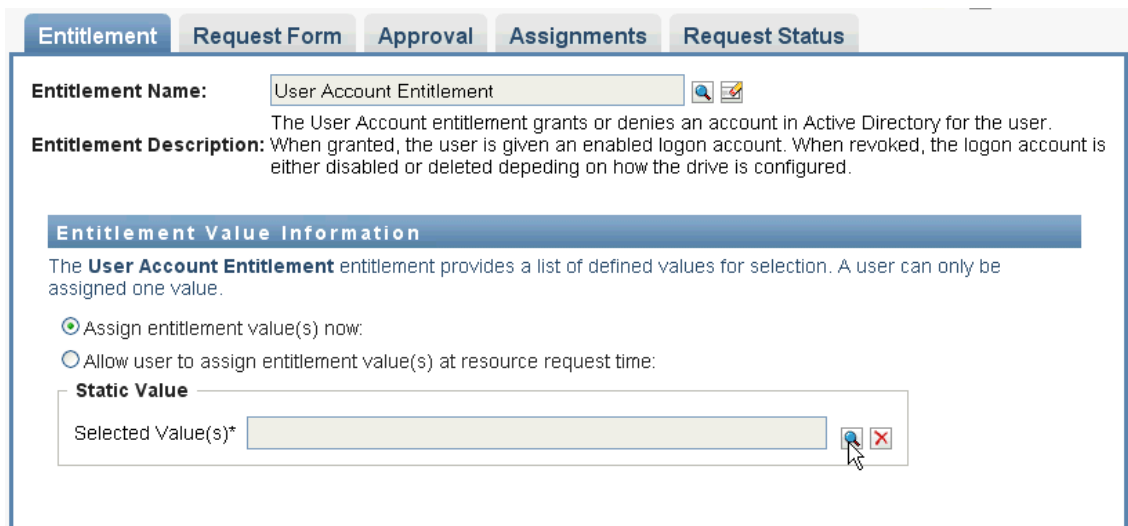 Entitlement Request Form Approval Assignments Request Status
Entitlement Name: User Account Entitlement
The User Account entitlement grants or denies an account in Active Directory for the user.
Entitlement Description: When granted, the user is given an enabled logon account. When revoked, the logon account is
either disabled or deleted depeding on how the drive is configured.
Entitlement Value Information
The User Account Entitlement entitlement provides a list of defined values for selection. A user can only be
assigned one value.
Assign entitlement value(s) now:
Allow user to assign entitlement value(s) at resource request time:
Static Value
Selected Value(s)*